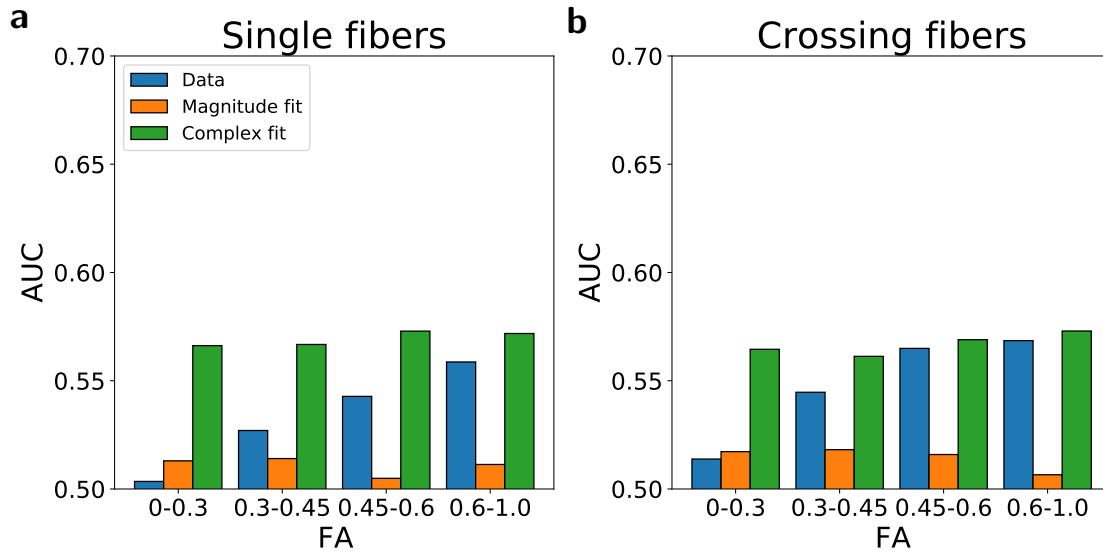 a
Single fibers
0.70
0.65
0.60
0.55
0.50
AUC
Data
Magnitude fit
Complex fit
0-0.3 0.3-0.45 0.45-0.6 0.6-1.0
FA
b
Crossing fibers
0.70
0.65
0.60
0.55
0.50
AUC
0-0.3 0.3-0.45 0.45-0.6 0.6-1.0
FA